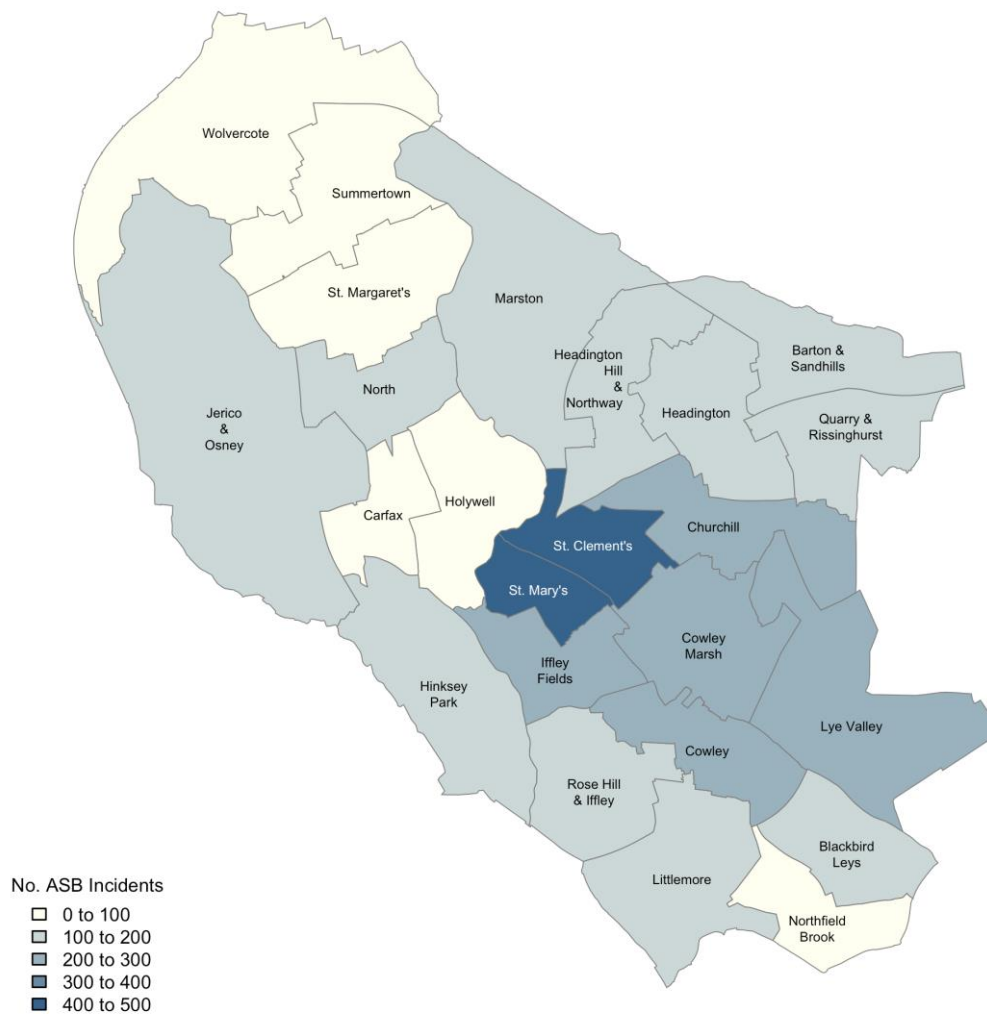 Wolvercote
Summertown
St. Margaret's
Marston
North
Jerico
&
Osney
Headington
Hill
&
Northway
Headington
Barton &
Sandhills
Quarry &
Rissinghurst
Carfax
Holywell
St. Clement's
Churchill
St. Mary's
Cowley
Marsh
Iffley
Fields
Hinksey
Park
Lye Valley
Cowley
Rose Hill
& Iffley
Blackbird
Leys
Littlemore
Northfield
Brook
No. ASB Incidents
0 to 100
100 to 200
200 to 300
300 to 400
400 to 500